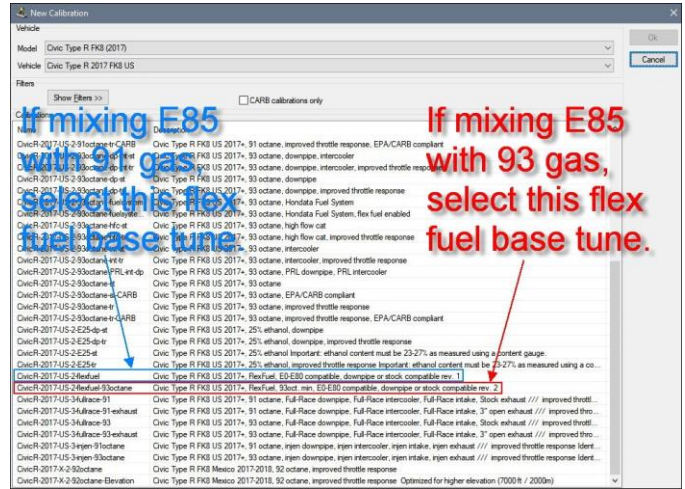 New Calibration
Vehicle
Model Civic Type R FK8 (2017)
Vehicle Civic Type R 2017 FK8 US
Ok
Cancel
Filters
Show Filters >>
CARB calibrations only
If mixing E85
with 91 gas,
select this flex
fuel base tune.
If mixing E85
with 93 gas,
select this flex
fuel base tune.
Calibrations
Name Description
CivicR-2017-US-2-91octane-tr-CARB Civic Type R FK8 US 2017+, 91 octane, improved throttle response, EPA/CARB compliant
Civic Type R FK8 US 2017+, 93 octane, downpipe, intercooler
Civic Type R FK8 US 2017+, 93 octane, downpipe, intercooler, improved throttle response
Civic Type R FK8 US 2017+, 93 octane, downpipe
Civic Type R FK8 US 2017+, 93 octane, downpipe, improved throttle response
Civic Type R FK8 US 2017+, 93 octane, Hondata Fuel System
Civic Type R FK8 US 2017+, 93 octane, Hondata Fuel System, flex fuel enabled
Civic Type R FK8 US 2017+, 93 octane, high flow cat
Civic Type R FK8 US 2017+, 93 octane, high flow cat, improved throttle response
Civic Type R FK8 US 2017+, 93 octane, intercooler
Civic Type R FK8 US 2017+, 93 octane, intercooler, improved throttle response
CivicR-2017-US-2-93octane-PRL-int-dp Civic Type R FK8 US 2017+, 93 octane, PRL downpipe, PRL intercooler
CivicR-2017-US-2-93octane-st Civic Type R FK8 US 2017+, 93 octane
CivicR-2017-US-2-93octane-st-CARB Civic Type R FK8 US 2017+, 93 octane, EPA/CARB compliant
CivicR-2017-US-2-93octane-tr Civic Type R FK8 US 2017+, 93 octane, improved throttle response
CivicR-2017-US-2-93octane-tr-CARB Civic Type R FK8 US 2017+, 93 octane, improved throttle response, EPA/CARB compliant
CivicR-2017-US-2-E25-dp-st Civic Type R FK8 US 2017+, 25% ethanol, downpipe
CivicR-2017-US-2-E25-dp-tr Civic Type R FK8 US 2017+, 25% ethanol, downpipe, improved throttle response
CivicR-2017-US-2-E25-st Civic Type R FK8 US 2017+, 25% ethanol Important: ethanol content must be 23-27% as measured using a content gauge.
CivicR-2017-US-2-E25-tr Civic Type R FK8 US 2017+, 25% ethanol, improved throttle response Important: ethanol content must be 23-27% as measured using a co...
CivicR-2017-US-2-flexfuel Civic Type R FK8 US 2017+, FlexFuel, E0-E80 compatible, downpipe or stock compatible rev. 1
CivicR-2017-US-2-flexfuel-93octane Civic Type R FK8 US 2017+, FlexFuel, 93oct. min, E0-E80 compatible, downpipe or stock compatible rev. 2
CivicR-2017-US-3-fullrace-91 Civic Type R FK8 US 2017+, 91 octane, Full-Race downpipe, Full-Race intercooler, Full-Race intake, Stock exhaust /// improved throttl...
CivicR-2017-US-3-fullrace-91-exhaust Civic Type R FK8 US 2017+, 91 octane, Full-Race downpipe, Full-Race intercooler, Full-Race intake, 3" open exhaust /// improved thro...
CivicR-2017-US-3-fullrace-93 Civic Type R FK8 US 2017+, 93 octane, Full-Race downpipe, Full-Race intercooler, Full-Race intake, Stock exhaust /// improved throttl...
CivicR-2017-US-3-fullrace-93-exhaust Civic Type R FK8 US 2017+, 93 octane, Full-Race downpipe, Full-Race intercooler, Full-Race intake, 3" open exhaust /// improved thro...
CivicR-2017-US-3-injen-91octane Civic Type R FK8 US 2017+, 91 octane, injen downpipe, injen intercooler, injen intake, injen exhaust /// improved throttle response Ident...
CivicR-2017-US-3-injen-93octane Civic Type R FK8 US 2017+, 93 octane, injen downpipe, injen intercooler, injen intake, injen exhaust /// improved throttle response Ident...
CivicR-2017-X-2-92octane Civic Type R FK8 Mexico 2017-2018, 92 octane, improved throttle response
CivicR-2017-X-2-92octane-Elevation Civic Type R FK8 Mexico 2017-2018, 92 octane, improved throttle response Optimized for higher elevation (7000 ft / 2000m)